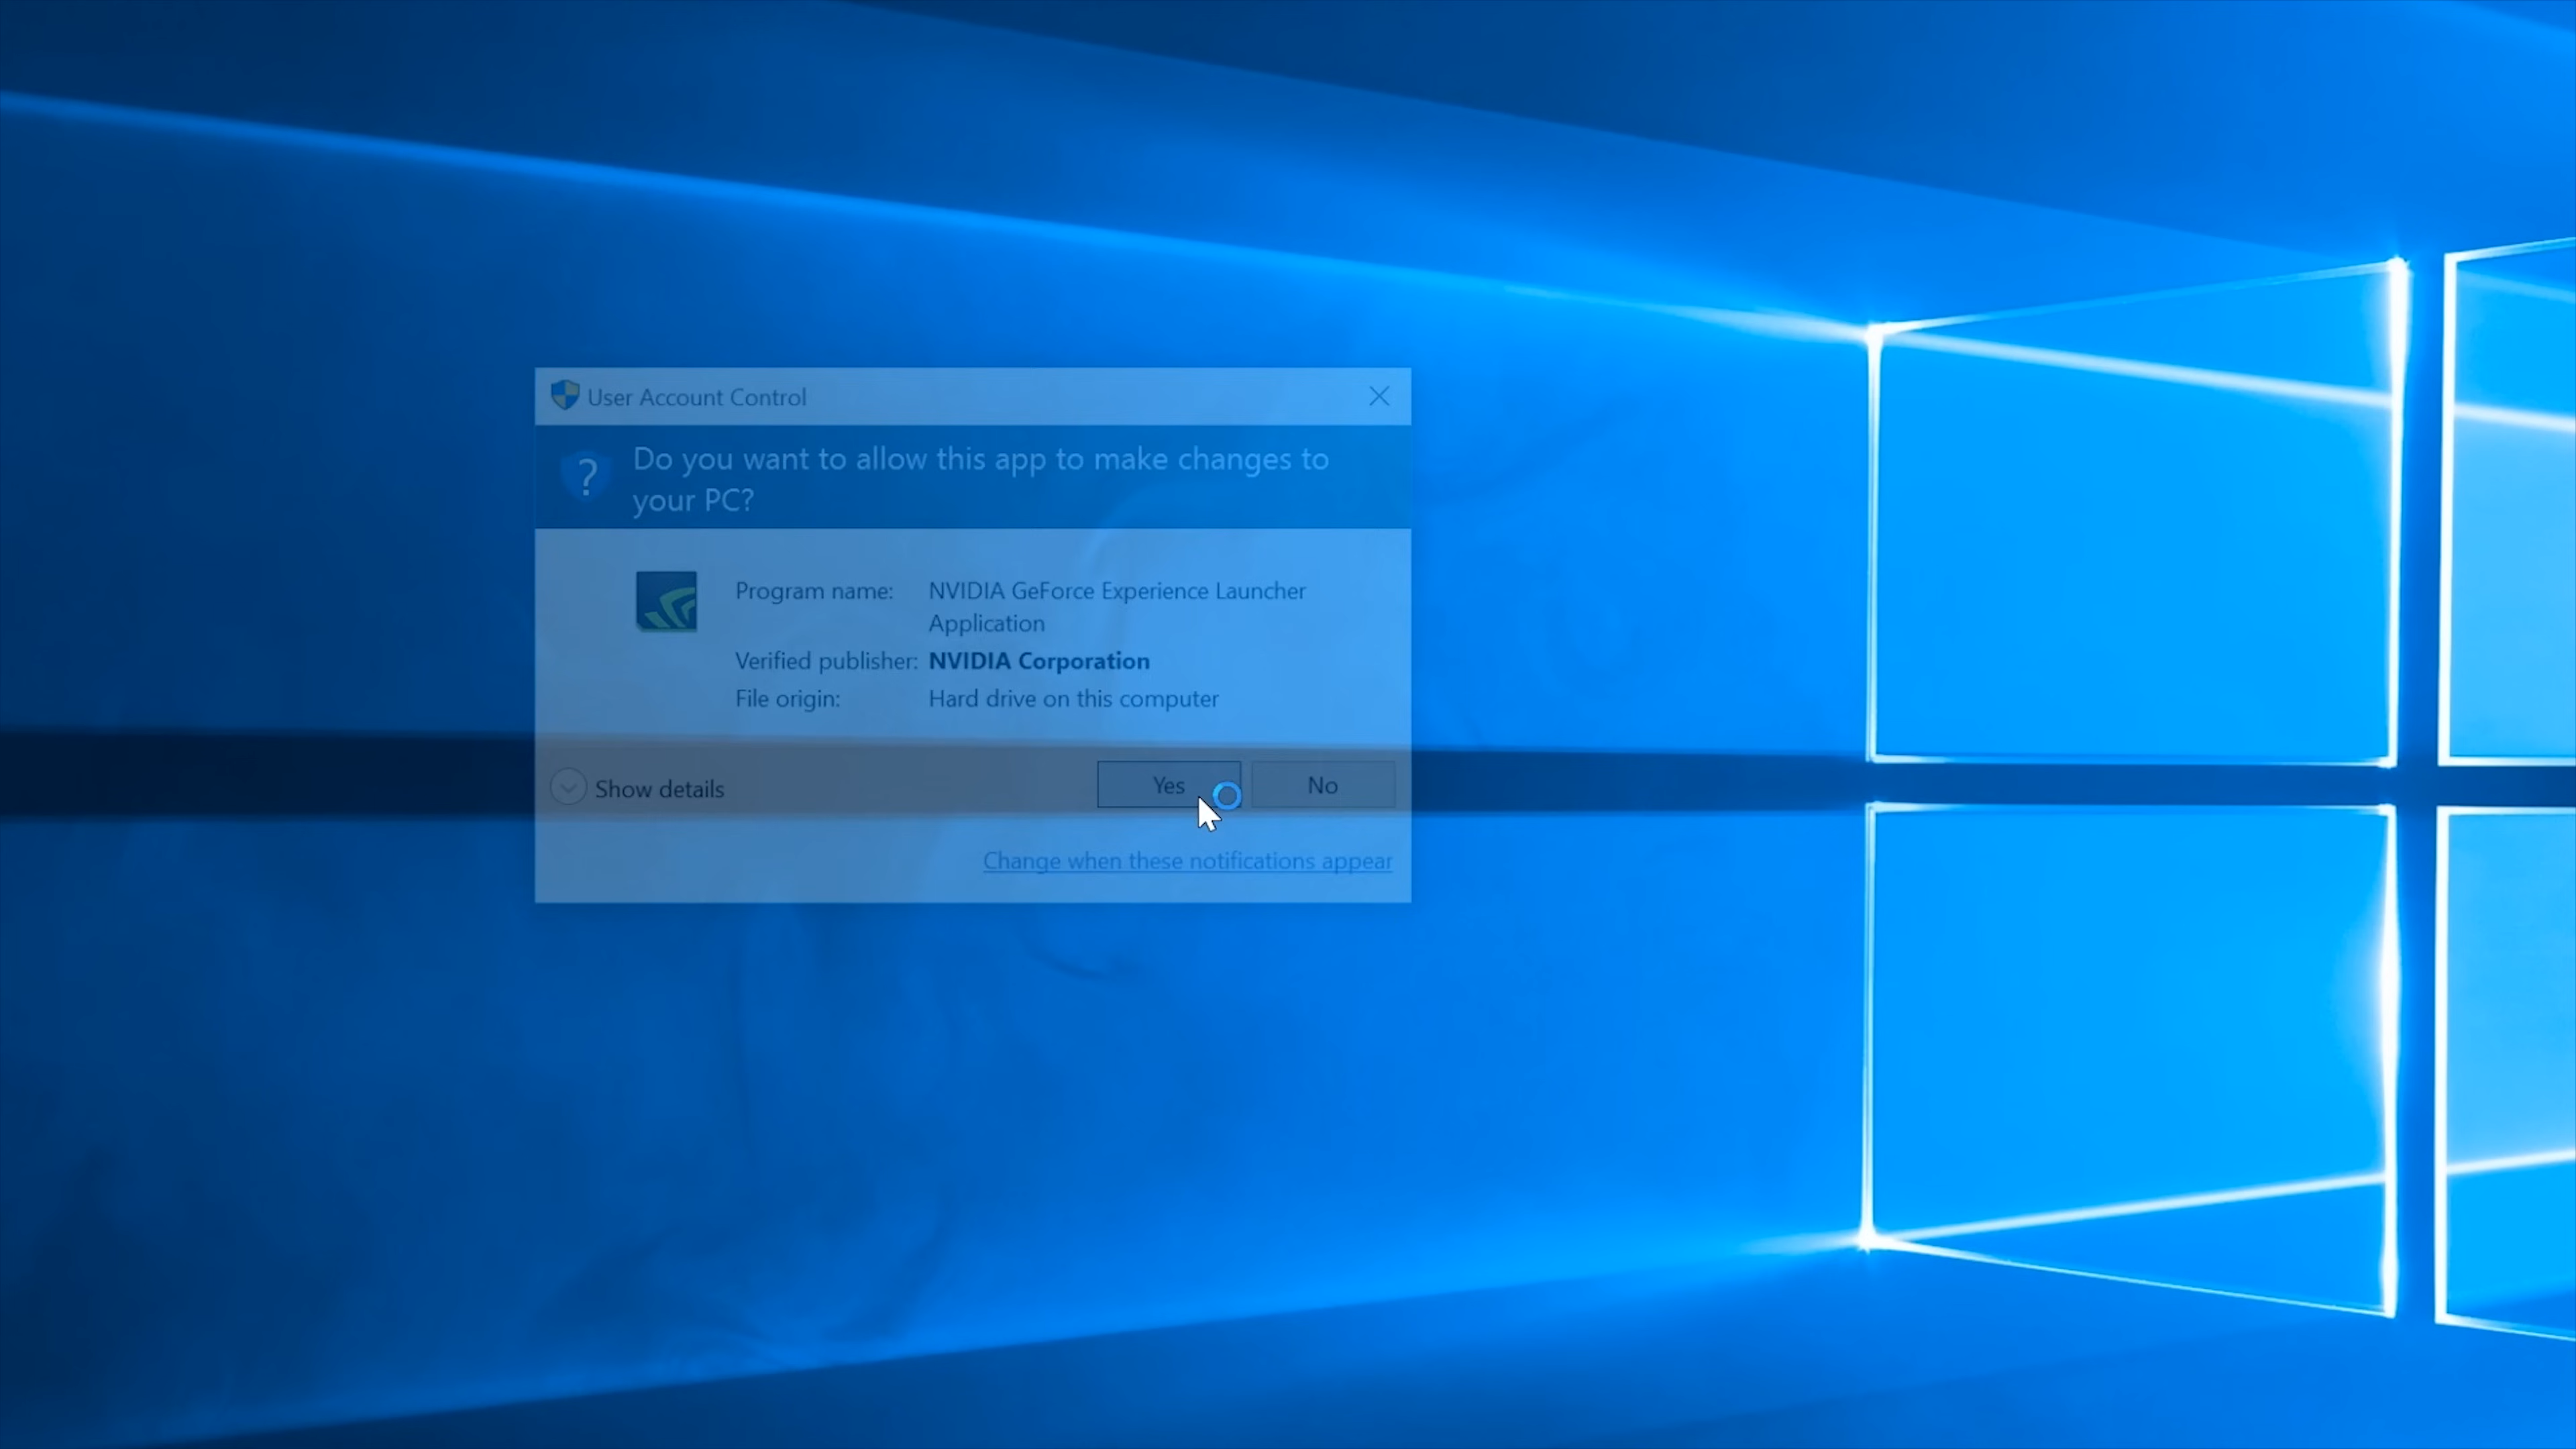 User Account Control
Do you want to allow this app to make changes to
your PC?
Program name: NVIDIA GeForce Experience Launcher
Application
Verified publisher: NVIDIA Corporation
File origin: Hard drive on this computer
Show details
Yes
No
Change when these notifications appear